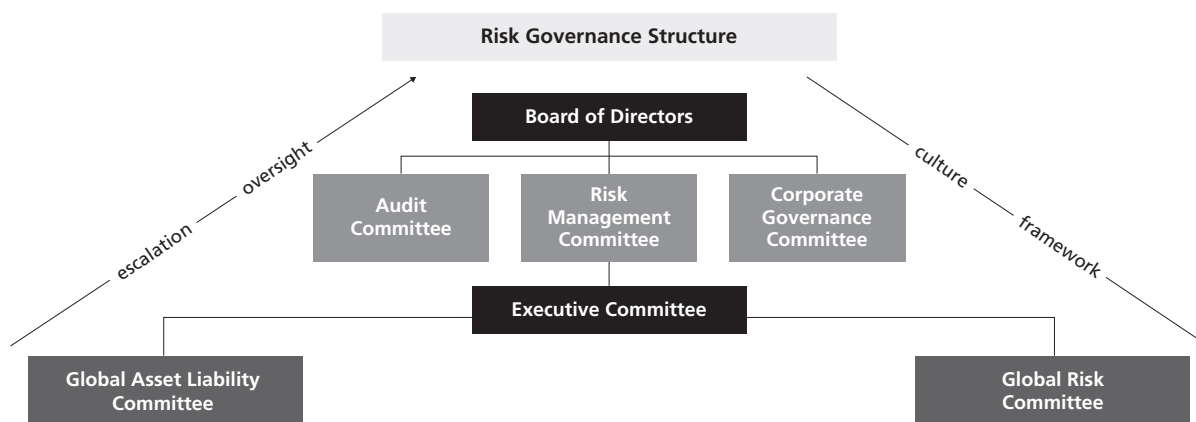 Risk Governance Structure
Board of Directors
oversight
escalation
culture
framework
Audit
Committee
Risk
Management
Committee
Corporate
Governance
Committee
Executive Committee
Global Asset Liability
Committee
Global Risk
Committee